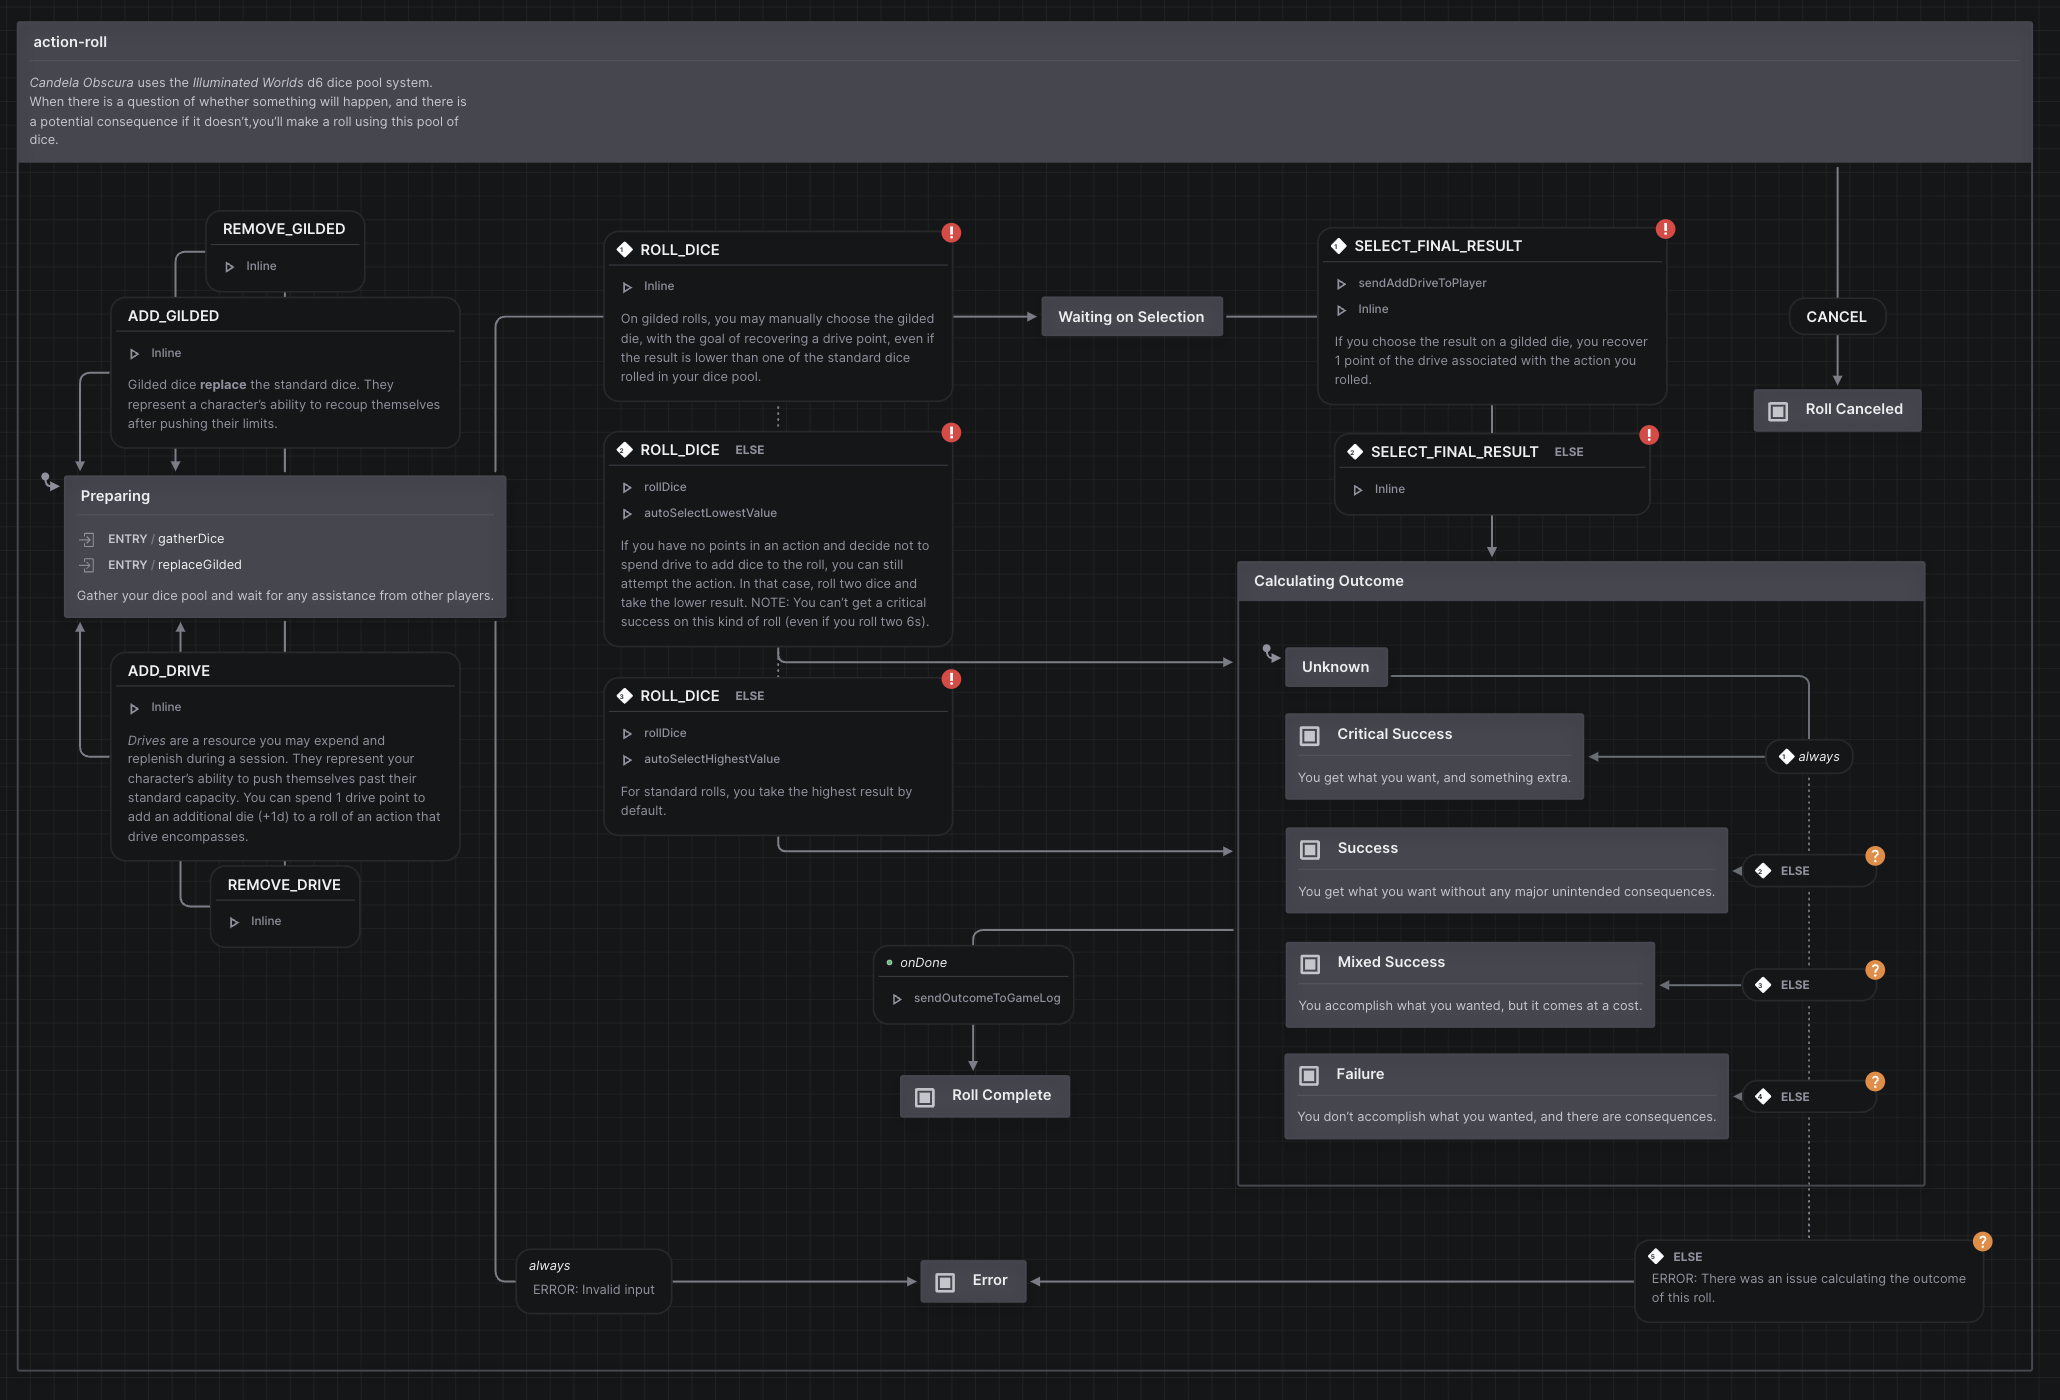 action-roll
Candela Obscura uses the Illuminated Worlds d6 dice pool system.
When there is a question of whether something will happen, and there is
a potential consequence if it doesn’t,you’ll make a roll using this pool of
dice.
REMOVE_GILDED
Inline
ADD_GILDED
Inline
Gilded dice replace the standard dice. They
represent a character’s ability to recoup themselves
after pushing their limits.
Preparing
ENTRY / gatherDice
ENTRY / replaceGilded
Gather your dice pool and wait for any assistance from other players.
ADD_DRIVE
Inline
Drives are a resource you may expend and
replenish during a session. They represent your
character’s ability to push themselves past their
standard capacity. You can spend 1 drive point to
add an additional die (+1d) to a roll of an action that
drive encompasses.
REMOVE_DRIVE
Inline
!
1 ROLL_DICE
Inline
On gilded rolls, you may manually choose the gilded
die, with the goal of recovering a drive point, even if
the result is lower than one of the standard dice
rolled in your dice pool.
!
2 ROLL_DICE ELSE
rollDice
autoSelectLowestValue
If you have no points in an action and decide not to
spend drive to add dice to the roll, you can still
attempt the action. In that case, roll two dice and
take the lower result. NOTE: You can’t get a critical
success on this kind of roll (even if you roll two 6s).
!
3 ROLL_DICE ELSE
rollDice
autoSelectHighestValue
For standard rolls, you take the highest result by
default.
Waiting on Selection
!
1 SELECT_FINAL_RESULT
sendAddDriveToPlayer
Inline
If you choose the result on a gilded die, you recover
1 point of the drive associated with the action you
rolled.
!
2 SELECT_FINAL_RESULT ELSE
Inline
CANCEL
Roll Canceled
Calculating Outcome
Unknown
1 always
Critical Success
You get what you want, and something extra.
?
2 ELSE
Success
You get what you want without any major unintended consequences.
?
3 ELSE
Mixed Success
You accomplish what you wanted, but it comes at a cost.
?
4 ELSE
Failure
You don’t accomplish what you wanted, and there are consequences.
onDone
sendOutcomeToGameLog
Roll Complete
always
ERROR: Invalid input
Error
?
5 ELSE
ERROR: There was an issue calculating the outcome
of this roll.